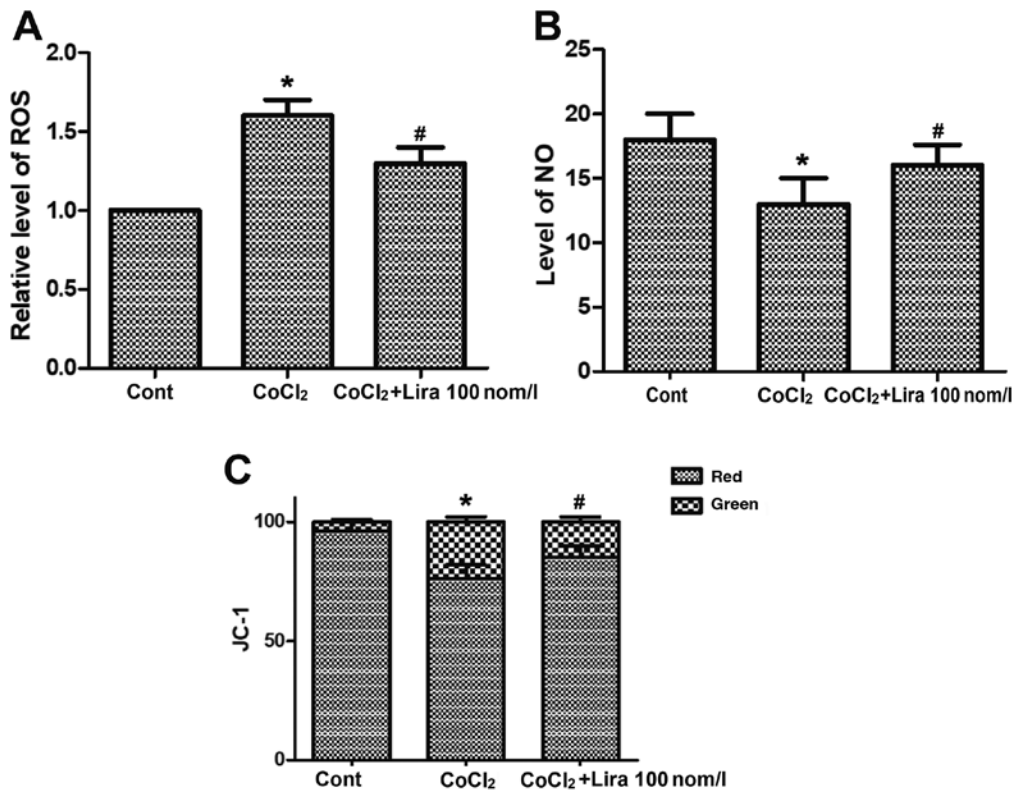 A
Relative level of ROS
2.0
1.5
1.0
0.5
0.0
*
#
Cont CoCl₂ CoCl₂+Lira 100 nom/l
B
Level of NO
25
20
15
10
5
0
*
#
Cont CoCl₂ CoCl₂+Lira 100 nom/l
C
JC-1
100
50
0
*
#
Red
Green
Cont CoCl₂ CoCl₂+Lira 100 nom/l